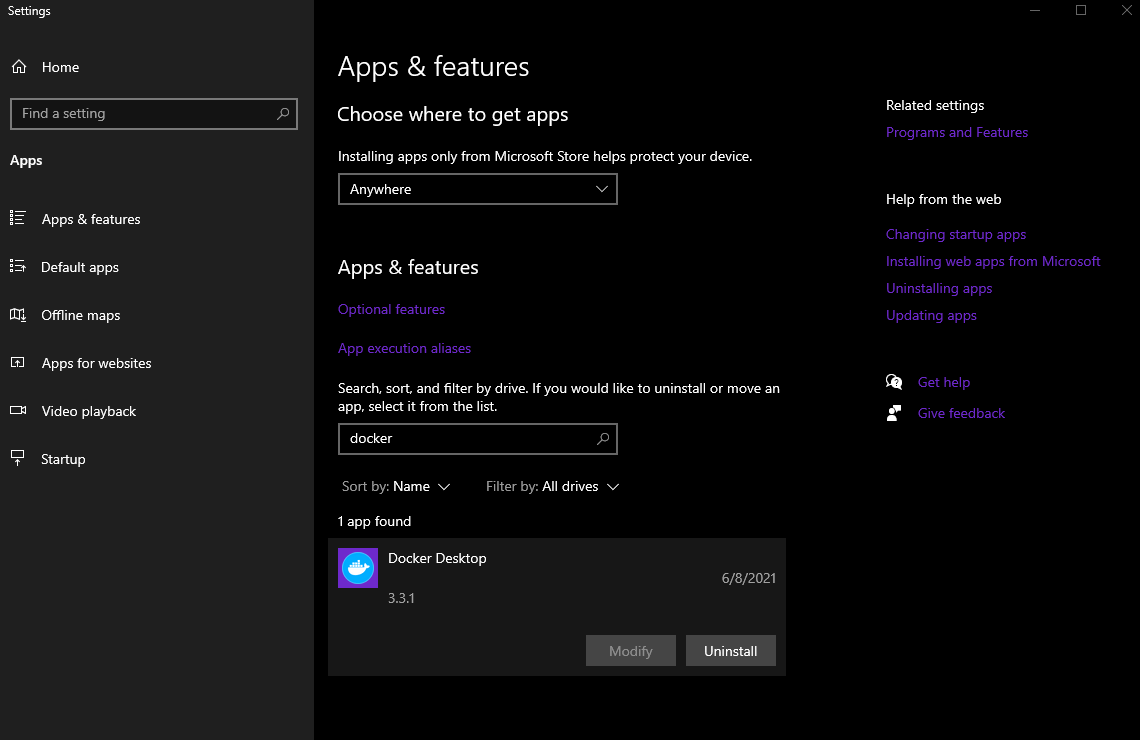 Settings
Home
Find a setting
Apps
Apps & features
Default apps
Offline maps
Apps for websites
Video playback
Startup
Apps & features
Choose where to get apps
Installing apps only from Microsoft Store helps protect your device.
Anywhere
Apps & features
Optional features
App execution aliases
Search, sort, and filter by drive. If you would like to uninstall or move an
app, select it from the list.
docker
Sort by: Name Filter by: All drives
1 app found
Docker Desktop
6/8/2021
3.3.1
Modify Uninstall
Related settings
Programs and Features
Help from the web
Changing startup apps
Installing web apps from Microsoft
Uninstalling apps
Updating apps
Get help
Give feedback